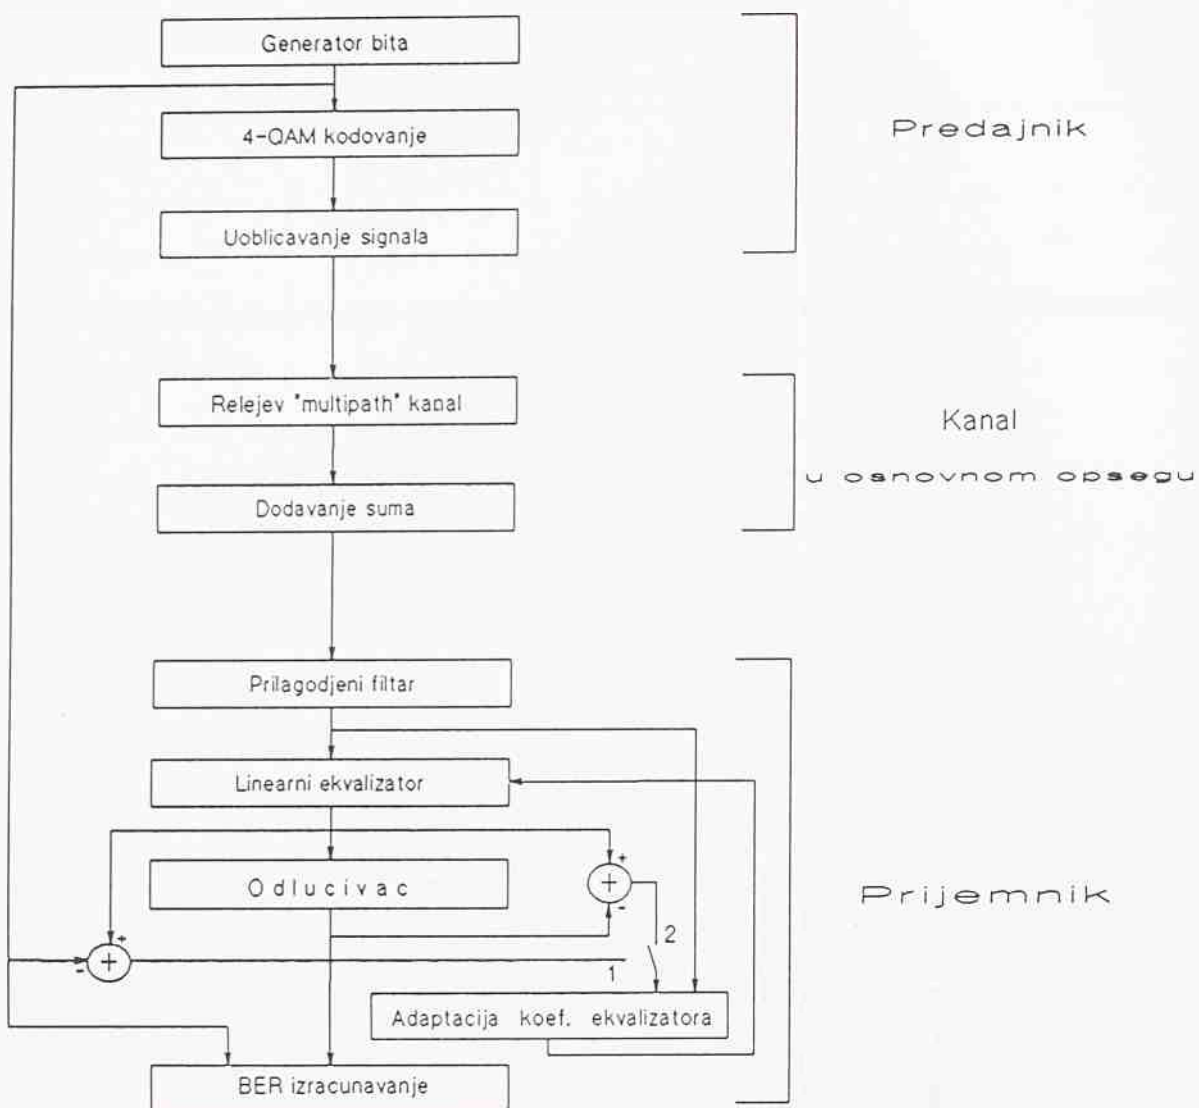 Generator bita
4-QAM kodovanje
Predajnik
Uoblicavanje signala
Relejev "multipath" kanal
Kanal
u osnovnom opsegu
Dodavanje suma
Prilagodjeni filtar
Linearni ekvalizator
+
+
Odlucivac
+
-
Prijemnik
2
+
-
+
1
Adaptacija koef. ekvalizatora
BER izracunavanje